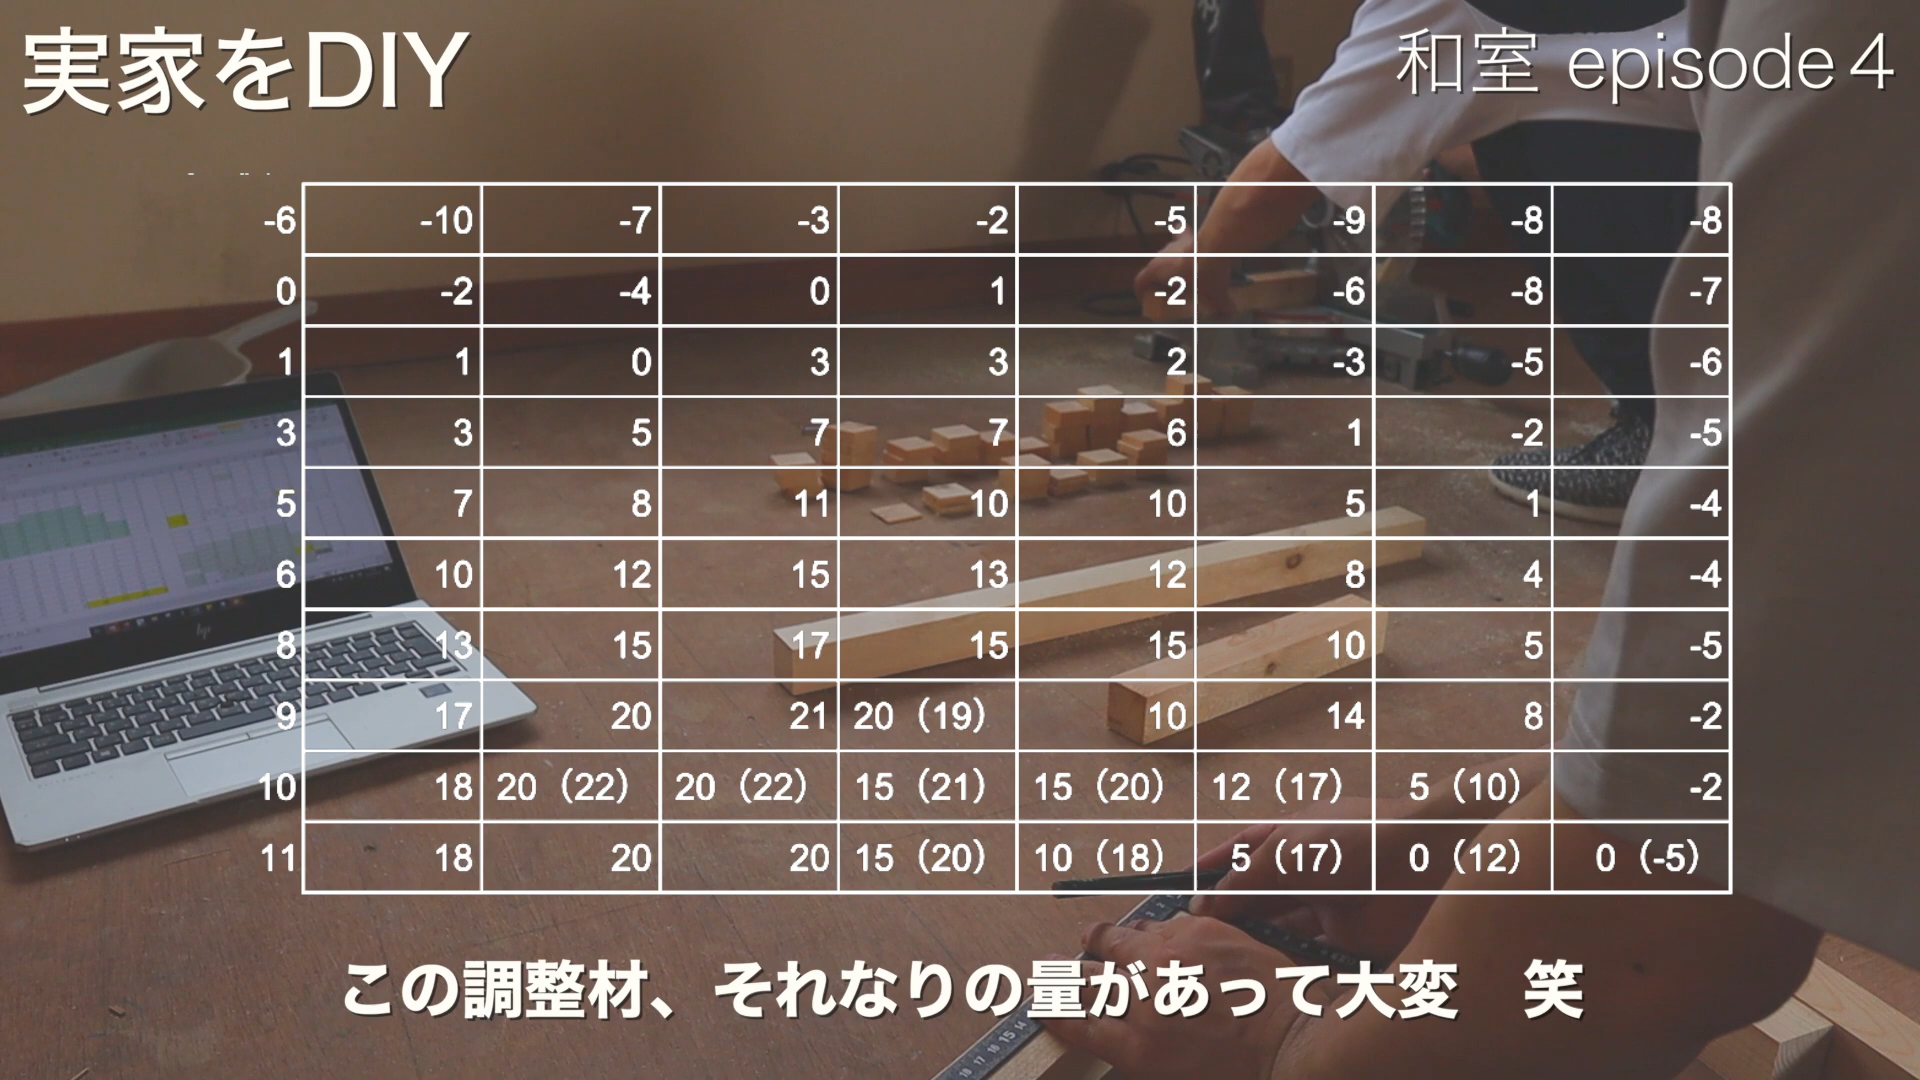 実家をDIY
和室 episode４
-6 -10 -7 -3 -2 -5 -9 -8 -8
0 -2 -4 0 1 -2 -6 -8 -7
1 1 0 3 3 2 -3 -5 -6
3 3 5 7 7 6 1 -2 -5
5 7 8 11 10 10 5 1 -4
6 10 12 15 13 12 8 4 -4
8 13 15 17 15 15 10 5 -5
9 17 20 21 20（19） 10 14 8 -2
10 18 20（22） 20（22） 15（21） 15（20） 12（17） 5（10） -2
11 18 20 20 15（20） 10（18） 5（17） 0（12） 0（-5）
この調整材、それなりの量があって大変　笑